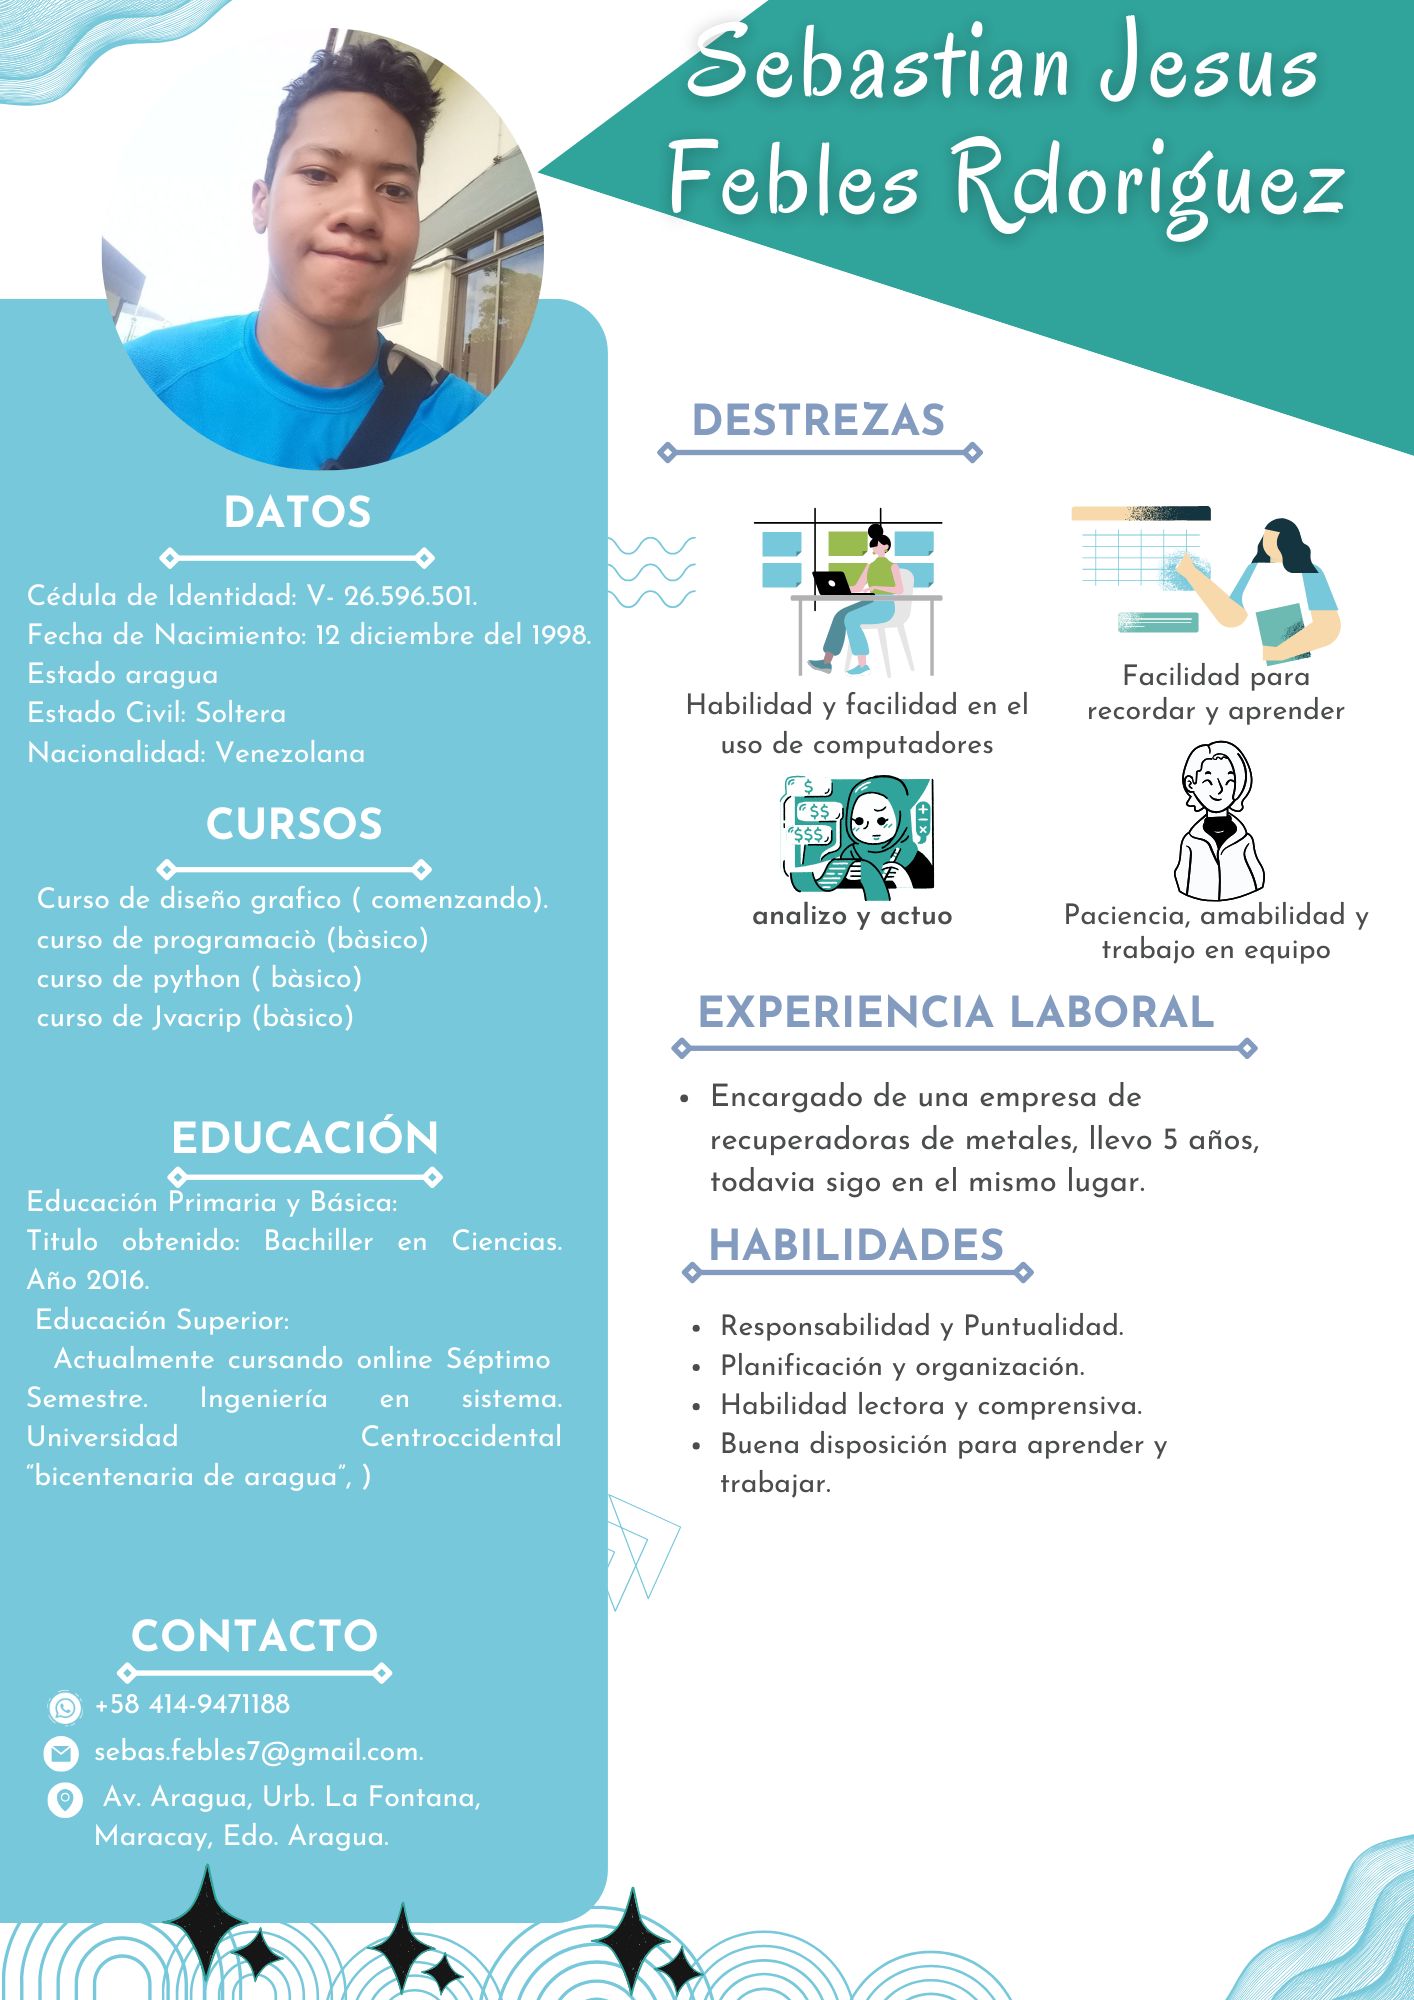 Sebastian Jesus
Febles Rdoriguez
DATOS
Cédula de Identidad: V- 26.596.501.
Fecha de Nacimiento: 12 diciembre del 1998.
Estado aragua
Estado Civil: Soltera
Nacionalidad: Venezolana
CURSOS
Curso de diseño grafico ( comenzando).
curso de programaciò (bàsico)
curso de python ( bàsico)
curso de Jvacrip (bàsico)
EDUCACIÓN
Educación Primaria y Básica:
Titulo obtenido: Bachiller en Ciencias.
Año 2016.
Educación Superior:
Actualmente cursando online Séptimo
Semestre. Ingeniería en sistema.
Universidad Centroccidental
“bicentenaria de aragua”, )
CONTACTO
+58 414-9471188
sebas.febles7@gmail.com.
Av. Aragua, Urb. La Fontana,
Maracay, Edo. Aragua.
DESTREZAS
Habilidad y facilidad en el
uso de computadores
Facilidad para
recordar y aprender
$
$$
$$$
+
−
×
analizo y actuo
Paciencia, amabilidad y
trabajo en equipo
EXPERIENCIA LABORAL
• Encargado de una empresa de
recuperadoras de metales, llevo 5 años,
todavia sigo en el mismo lugar.
HABILIDADES
• Responsabilidad y Puntualidad.
• Planificación y organización.
• Habilidad lectora y comprensiva.
• Buena disposición para aprender y
trabajar.